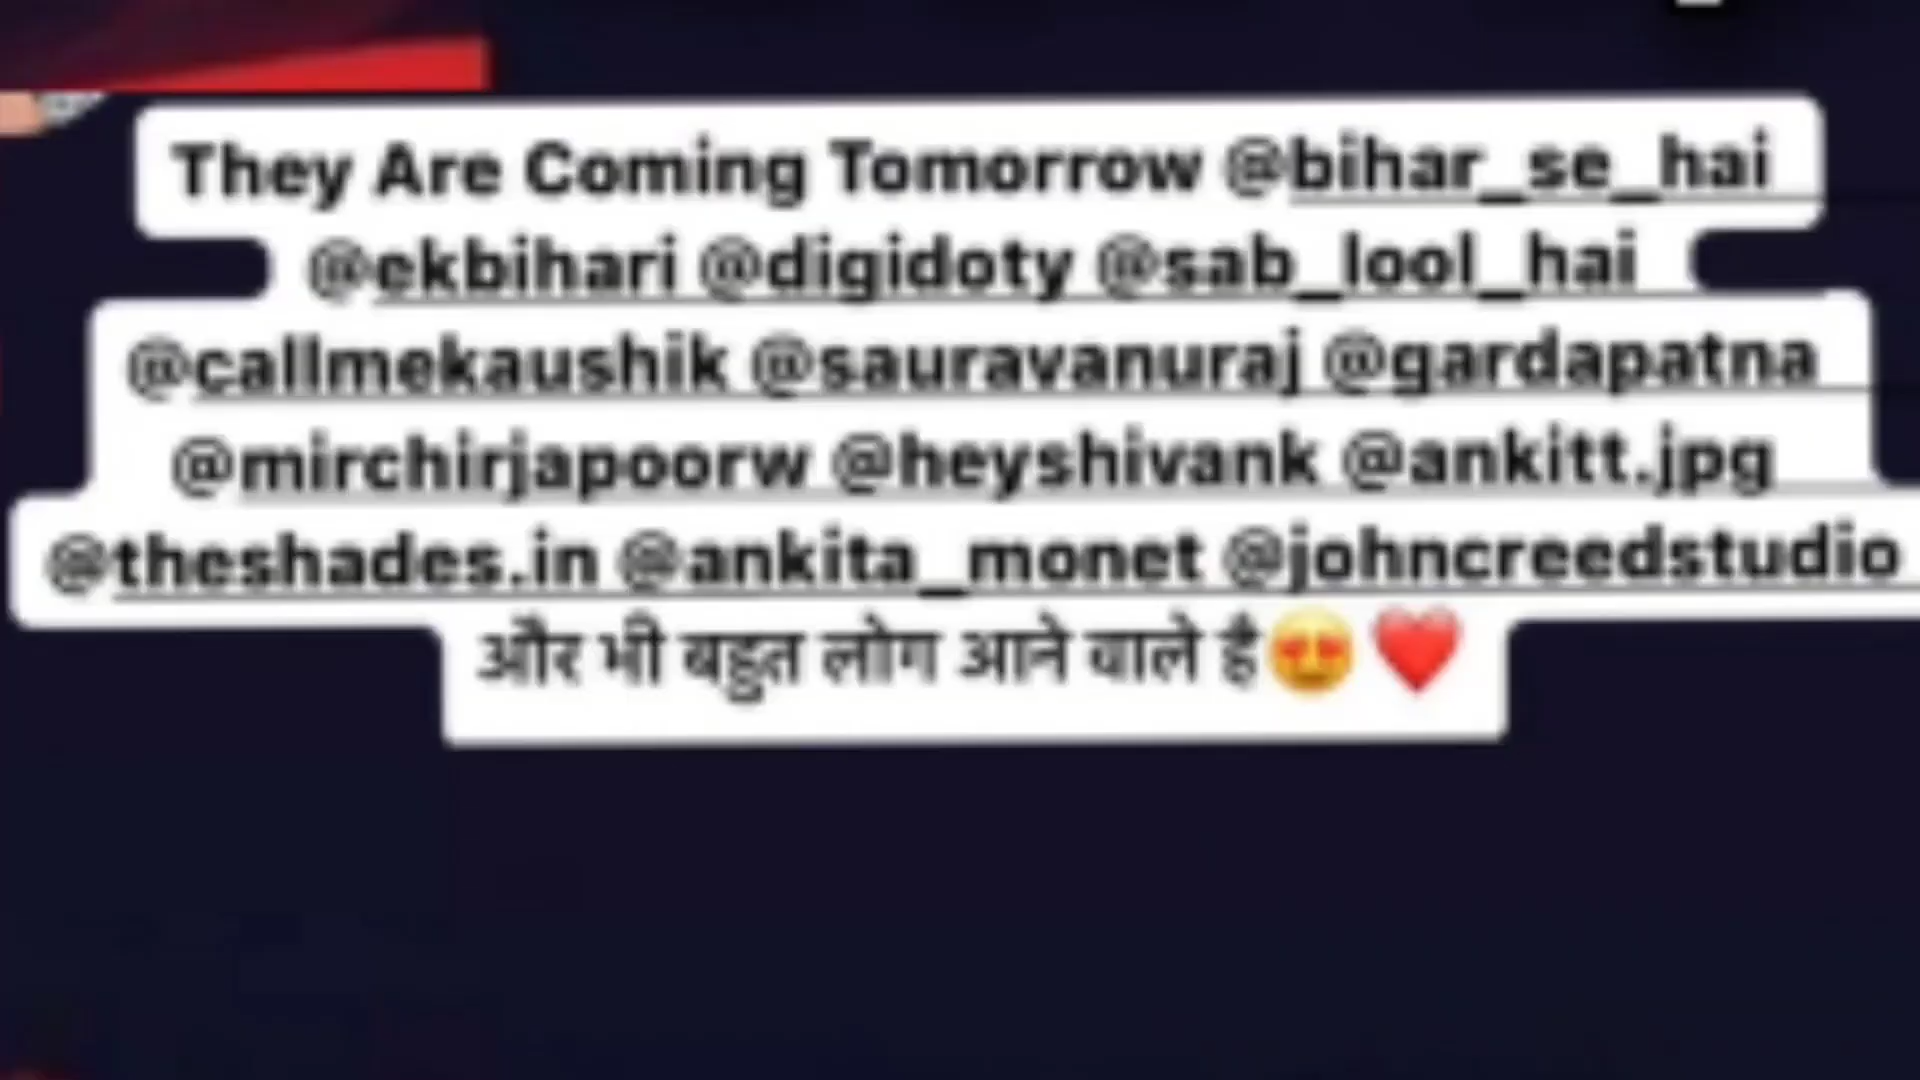 They Are Coming Tomorrow @bihar_se_hai
@ekbihari @digidoty @sab_lool_hai
@callmekaushik @sauravanuraj @gardapatna
@mirchirjapoorw @heyshivank @ankitt.jpg
@theshades.in @ankita_monet @johncreedstudio
और भी बहुत लोग आने वाले है😍❤️